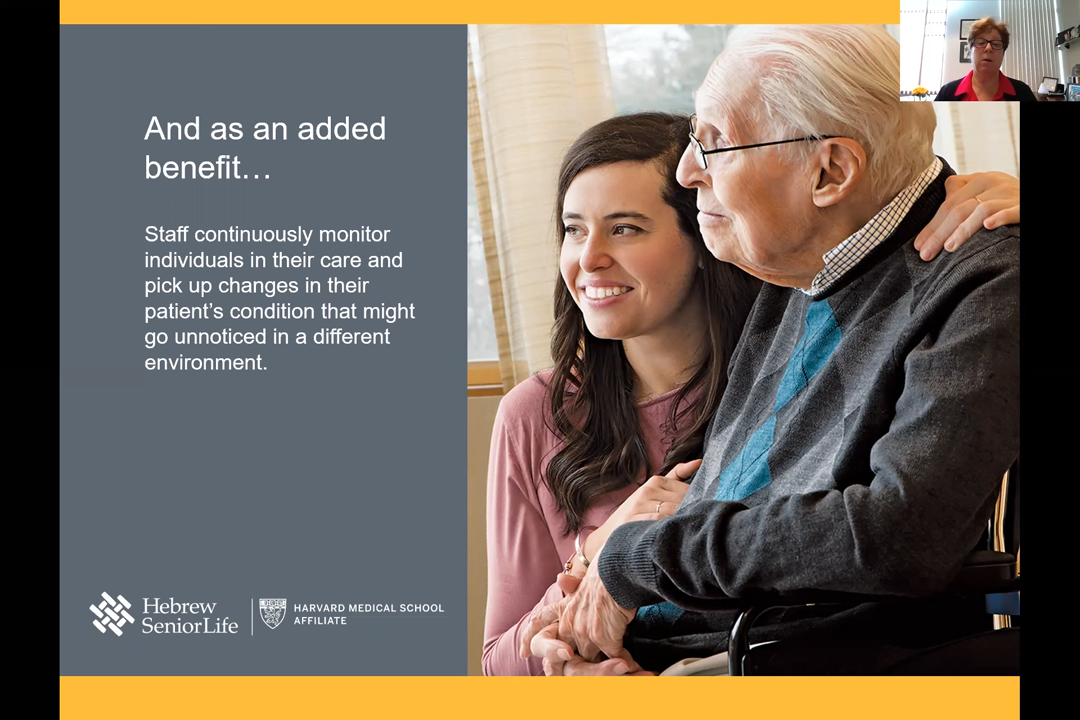 And as an added
benefit…
Staff continuously monitor
individuals in their care and
pick up changes in their
patient's condition that might
go unnoticed in a different
environment.
Hebrew
SeniorLife
HARVARD MEDICAL SCHOOL
AFFILIATE